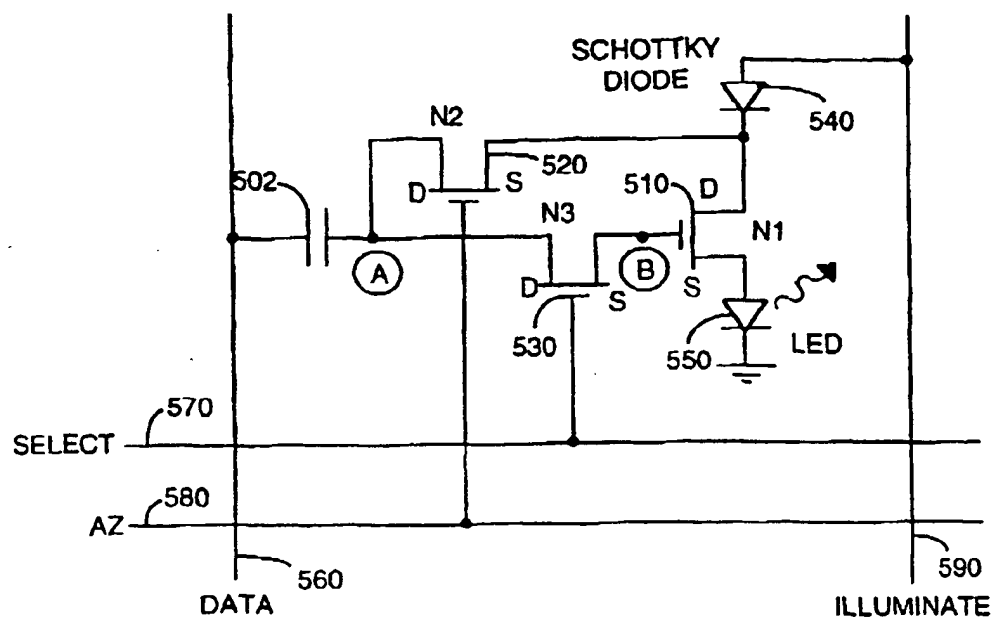 SCHOTTKY
DIODE
540
N2
520
502
D
S
510
D
N3
N1
A
B
D
S
S
530
550
LED
570
SELECT
580
AZ
560
590
DATA
ILLUMINATE